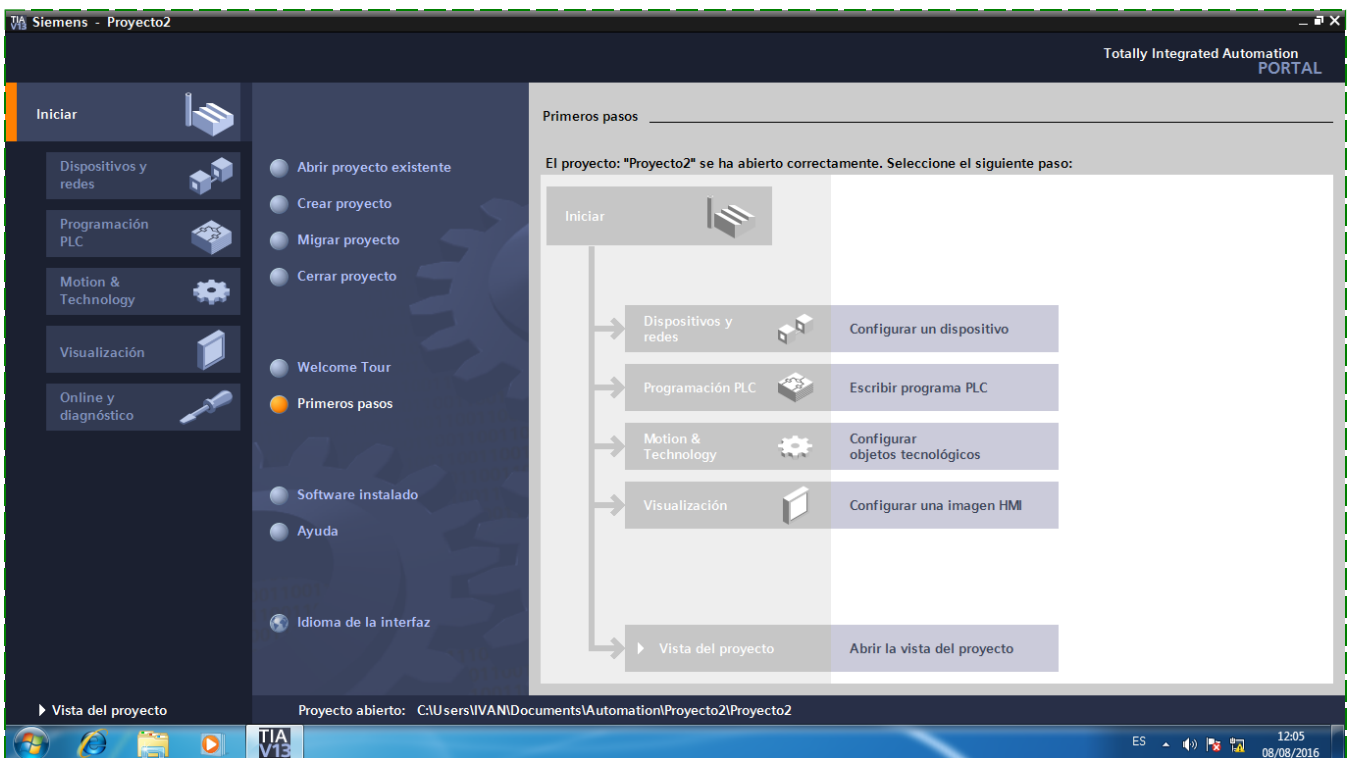 TIA V13 Siemens - Proyecto2
Totally Integrated Automation
PORTAL
Iniciar
Dispositivos y
redes
Programación
PLC
Motion &
Technology
Visualización
Online y
diagnóstico
Vista del proyecto
Abrir proyecto existente
Crear proyecto
Migrar proyecto
Cerrar proyecto
Welcome Tour
Primeros pasos
Software instalado
Ayuda
Idioma de la interfaz
Primeros pasos
El proyecto: "Proyecto2" se ha abierto correctamente. Seleccione el siguiente paso:
Iniciar
Dispositivos y
redes
Configurar un dispositivo
Programación PLC
Escribir programa PLC
Motion &
Technology
Configurar
objetos tecnológicos
Visualización
Configurar una imagen HMI
Vista del proyecto
Abrir la vista del proyecto
Proyecto abierto: C:\Users\IVAN\Documents\Automation\Proyecto2\Proyecto2
TIA
V13
ES
12:05
08/08/2016